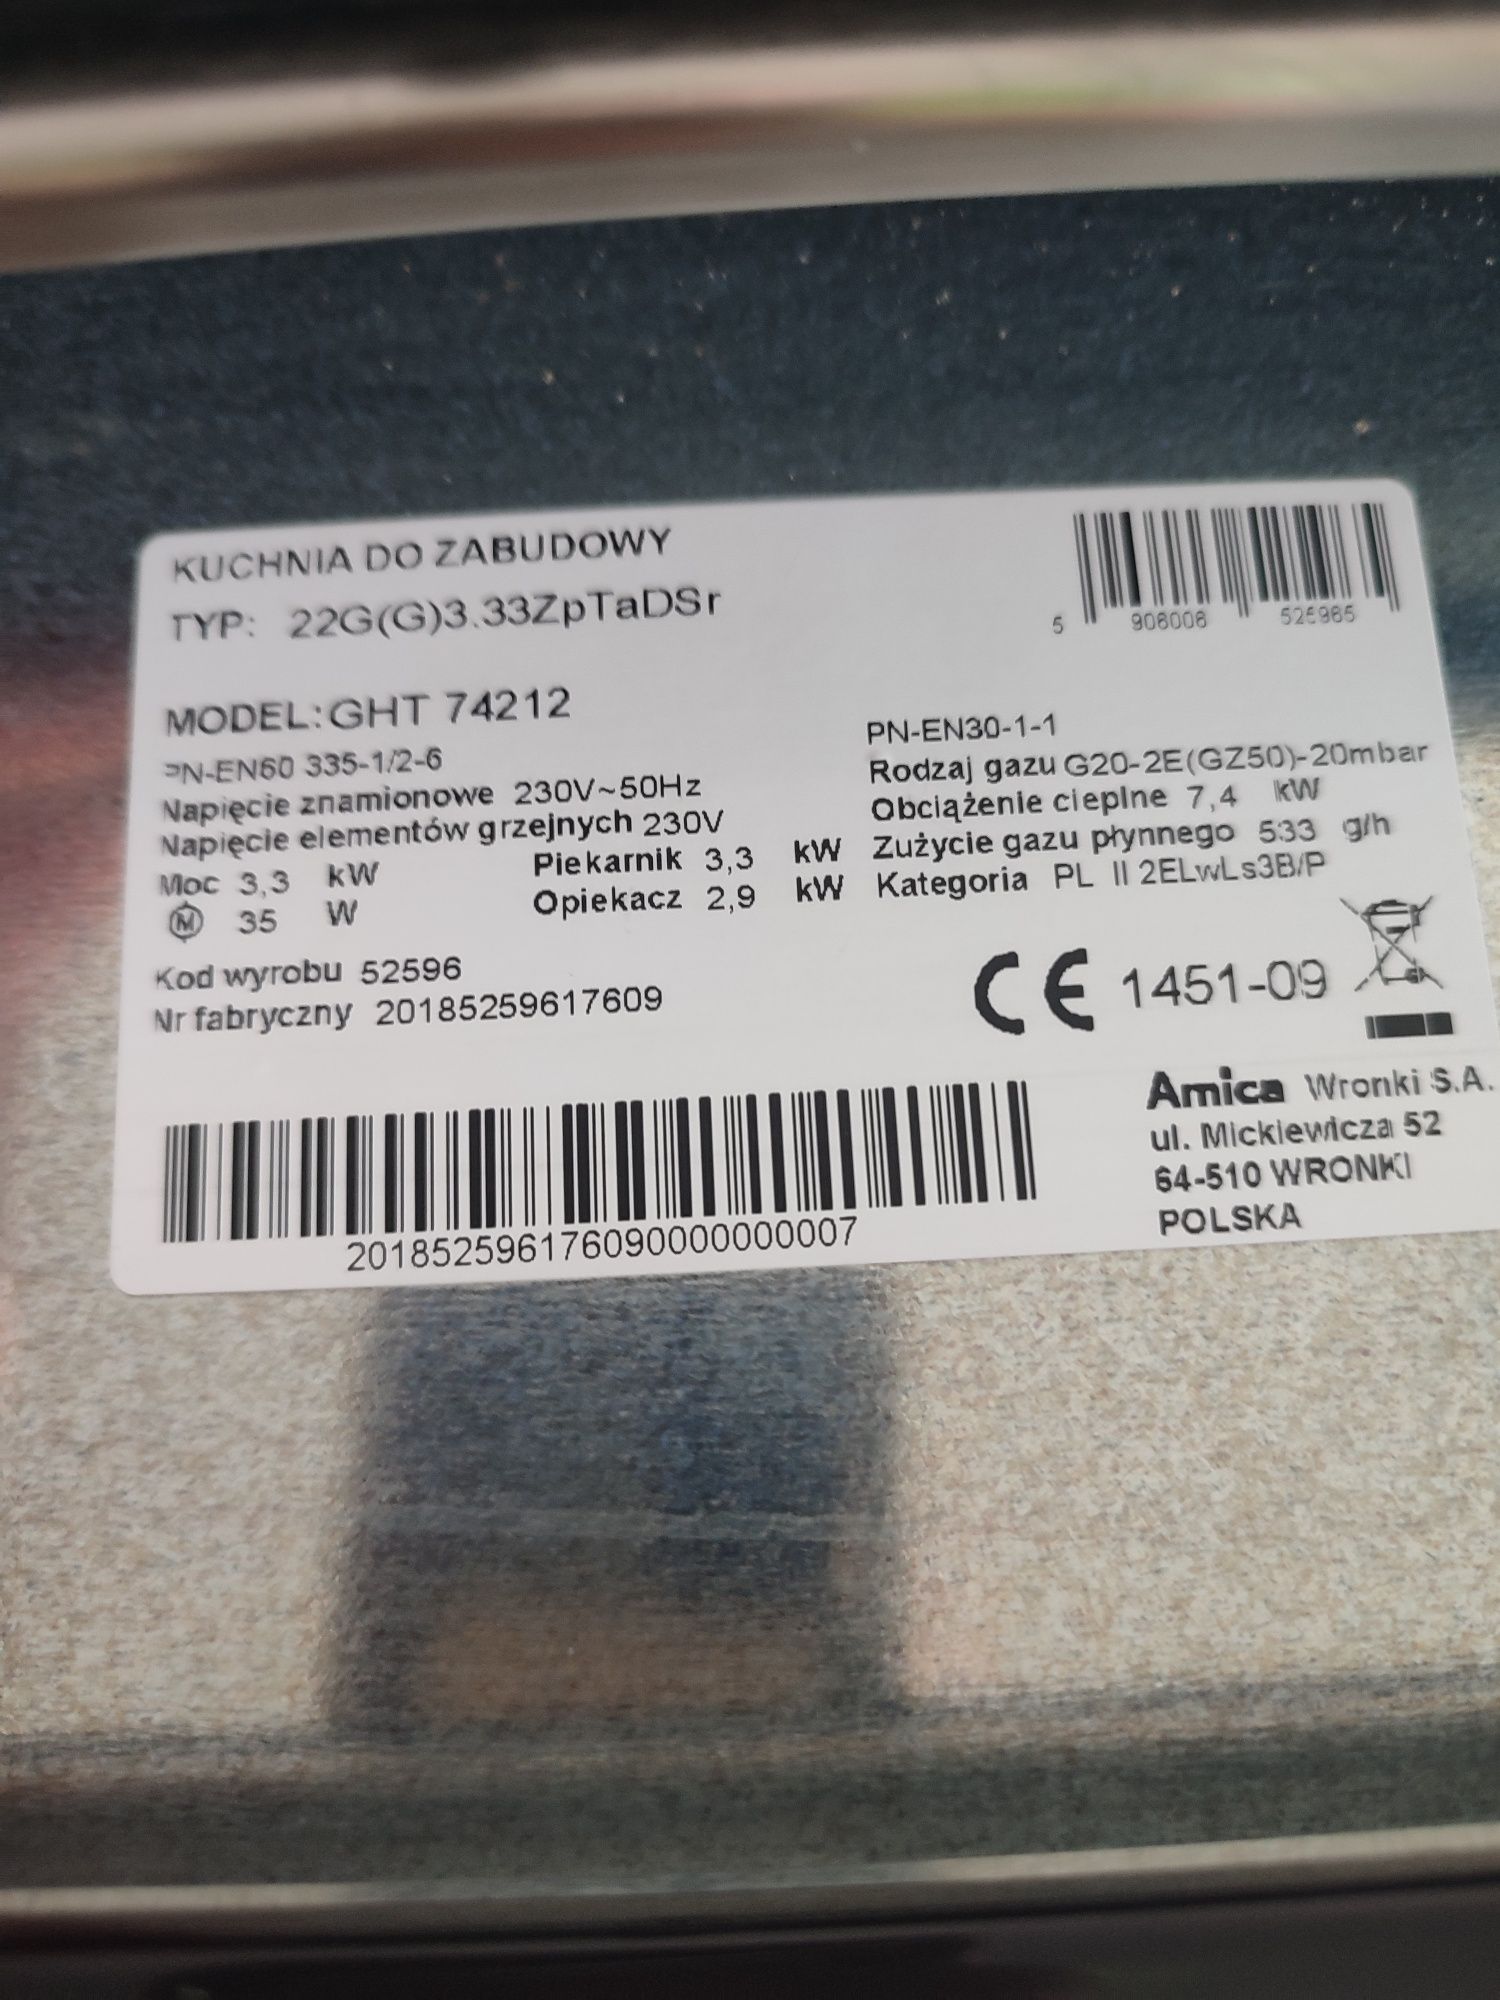 KUCHNIA DO ZABUDOWY
TYP: 22G(G)3.33ZpTaDSr
5 906006 525965
MODEL:GHT 74212
PN-EN60 335-1/2-6
Napięcie znamionowe 230V~50Hz
Napięcie elementów grzejnych 230V
Moc 3,3 kW Piekarnik 3,3 kW
M 35 W Opiekacz 2,9 kW
PN-EN30-1-1
Rodzaj gazu G20-2E(GZ50)-20mbar
Obciążenie cieplne 7,4 kW
Zużycie gazu płynnego 533 g/h
Kategoria PL II 2ELwLs3B/P
Kod wyrobu 52596
Nr fabryczny 20185259617609
CE 1451-09
201852596176090000000007
Amica Wronki S.A.
ul. Mickiewicza 52
64-510 WRONKI
POLSKA